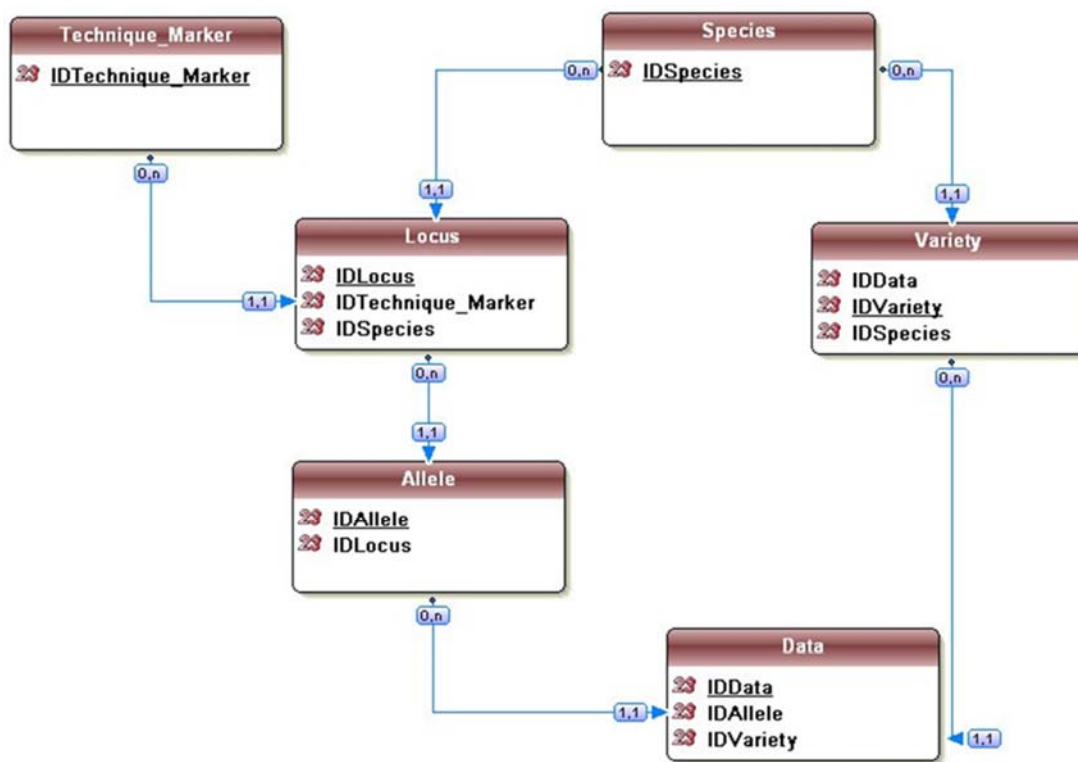 Technique_Marker
IDTechnique_Marker
0,n
Species
IDSpecies
0,n
0,n
1,1
1,1
1,1
Locus
IDLocus
IDTechnique_Marker
IDSpecies
0,n
Variety
IDData
IDVariety
IDSpecies
0,n
1,1
Allele
IDAllele
IDLocus
0,n
1,1
Data
IDData
IDAllele
IDVariety
1,1